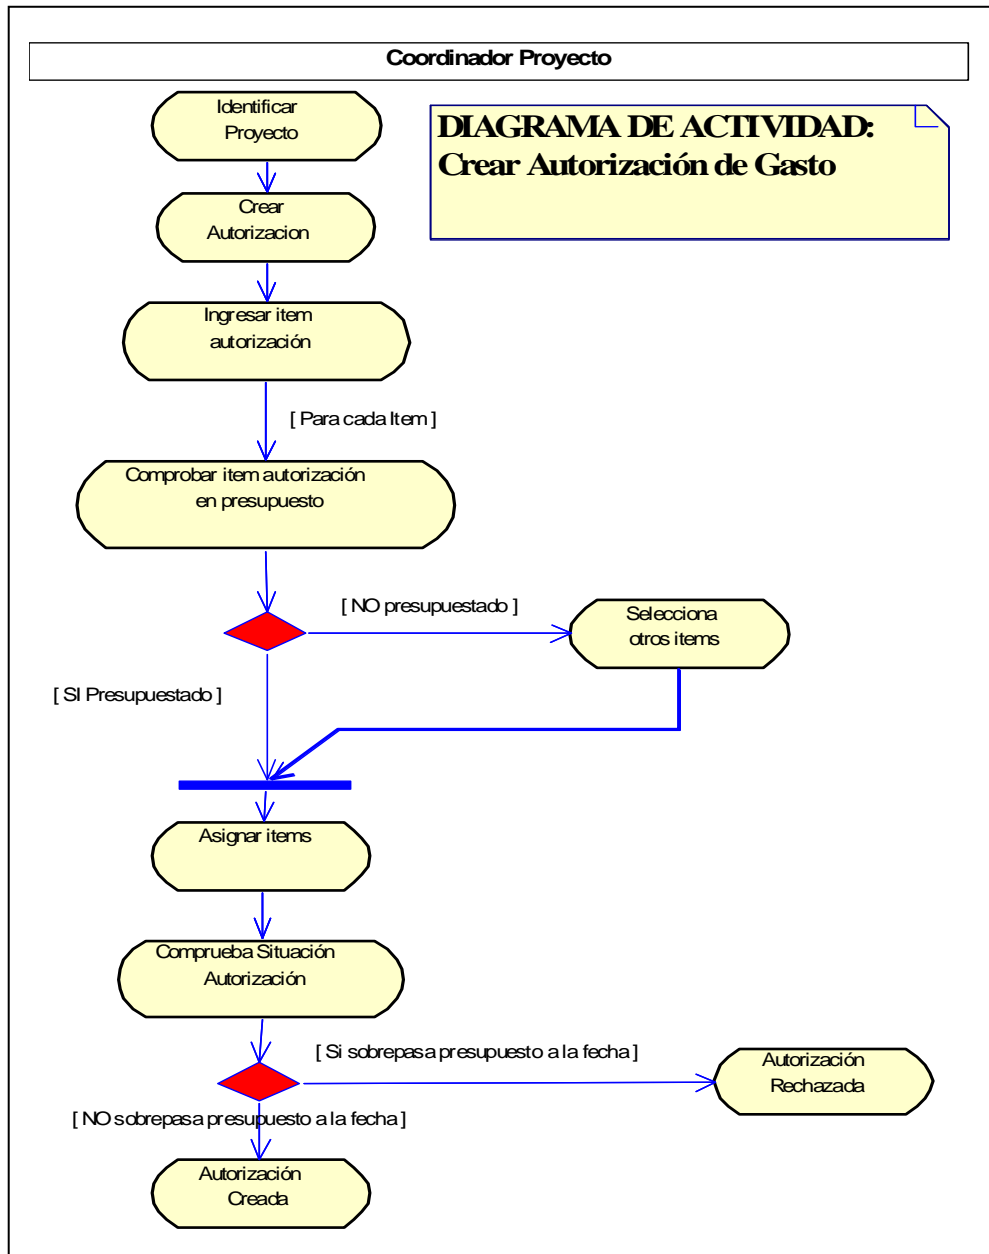 Coordinador Proyecto
Identificar
Proyecto
DIAGRAMA DE ACTIVIDAD:
Crear Autorización de Gasto
Crear
Autorizacion
Ingresar item
autorización
[ Para cada Item ]
Comprobar item autorización
en presupuesto
[ NO presupuestado ]
Selecciona
otros items
[ SI Presupuestado ]
Asignar items
Comprueba Situación
Autorización
[ Si sobrepasa presupuesto a la fecha ]
Autorización
Rechazada
[ NO sobrepasa presupuesto a la fecha ]
Autorización
Creada